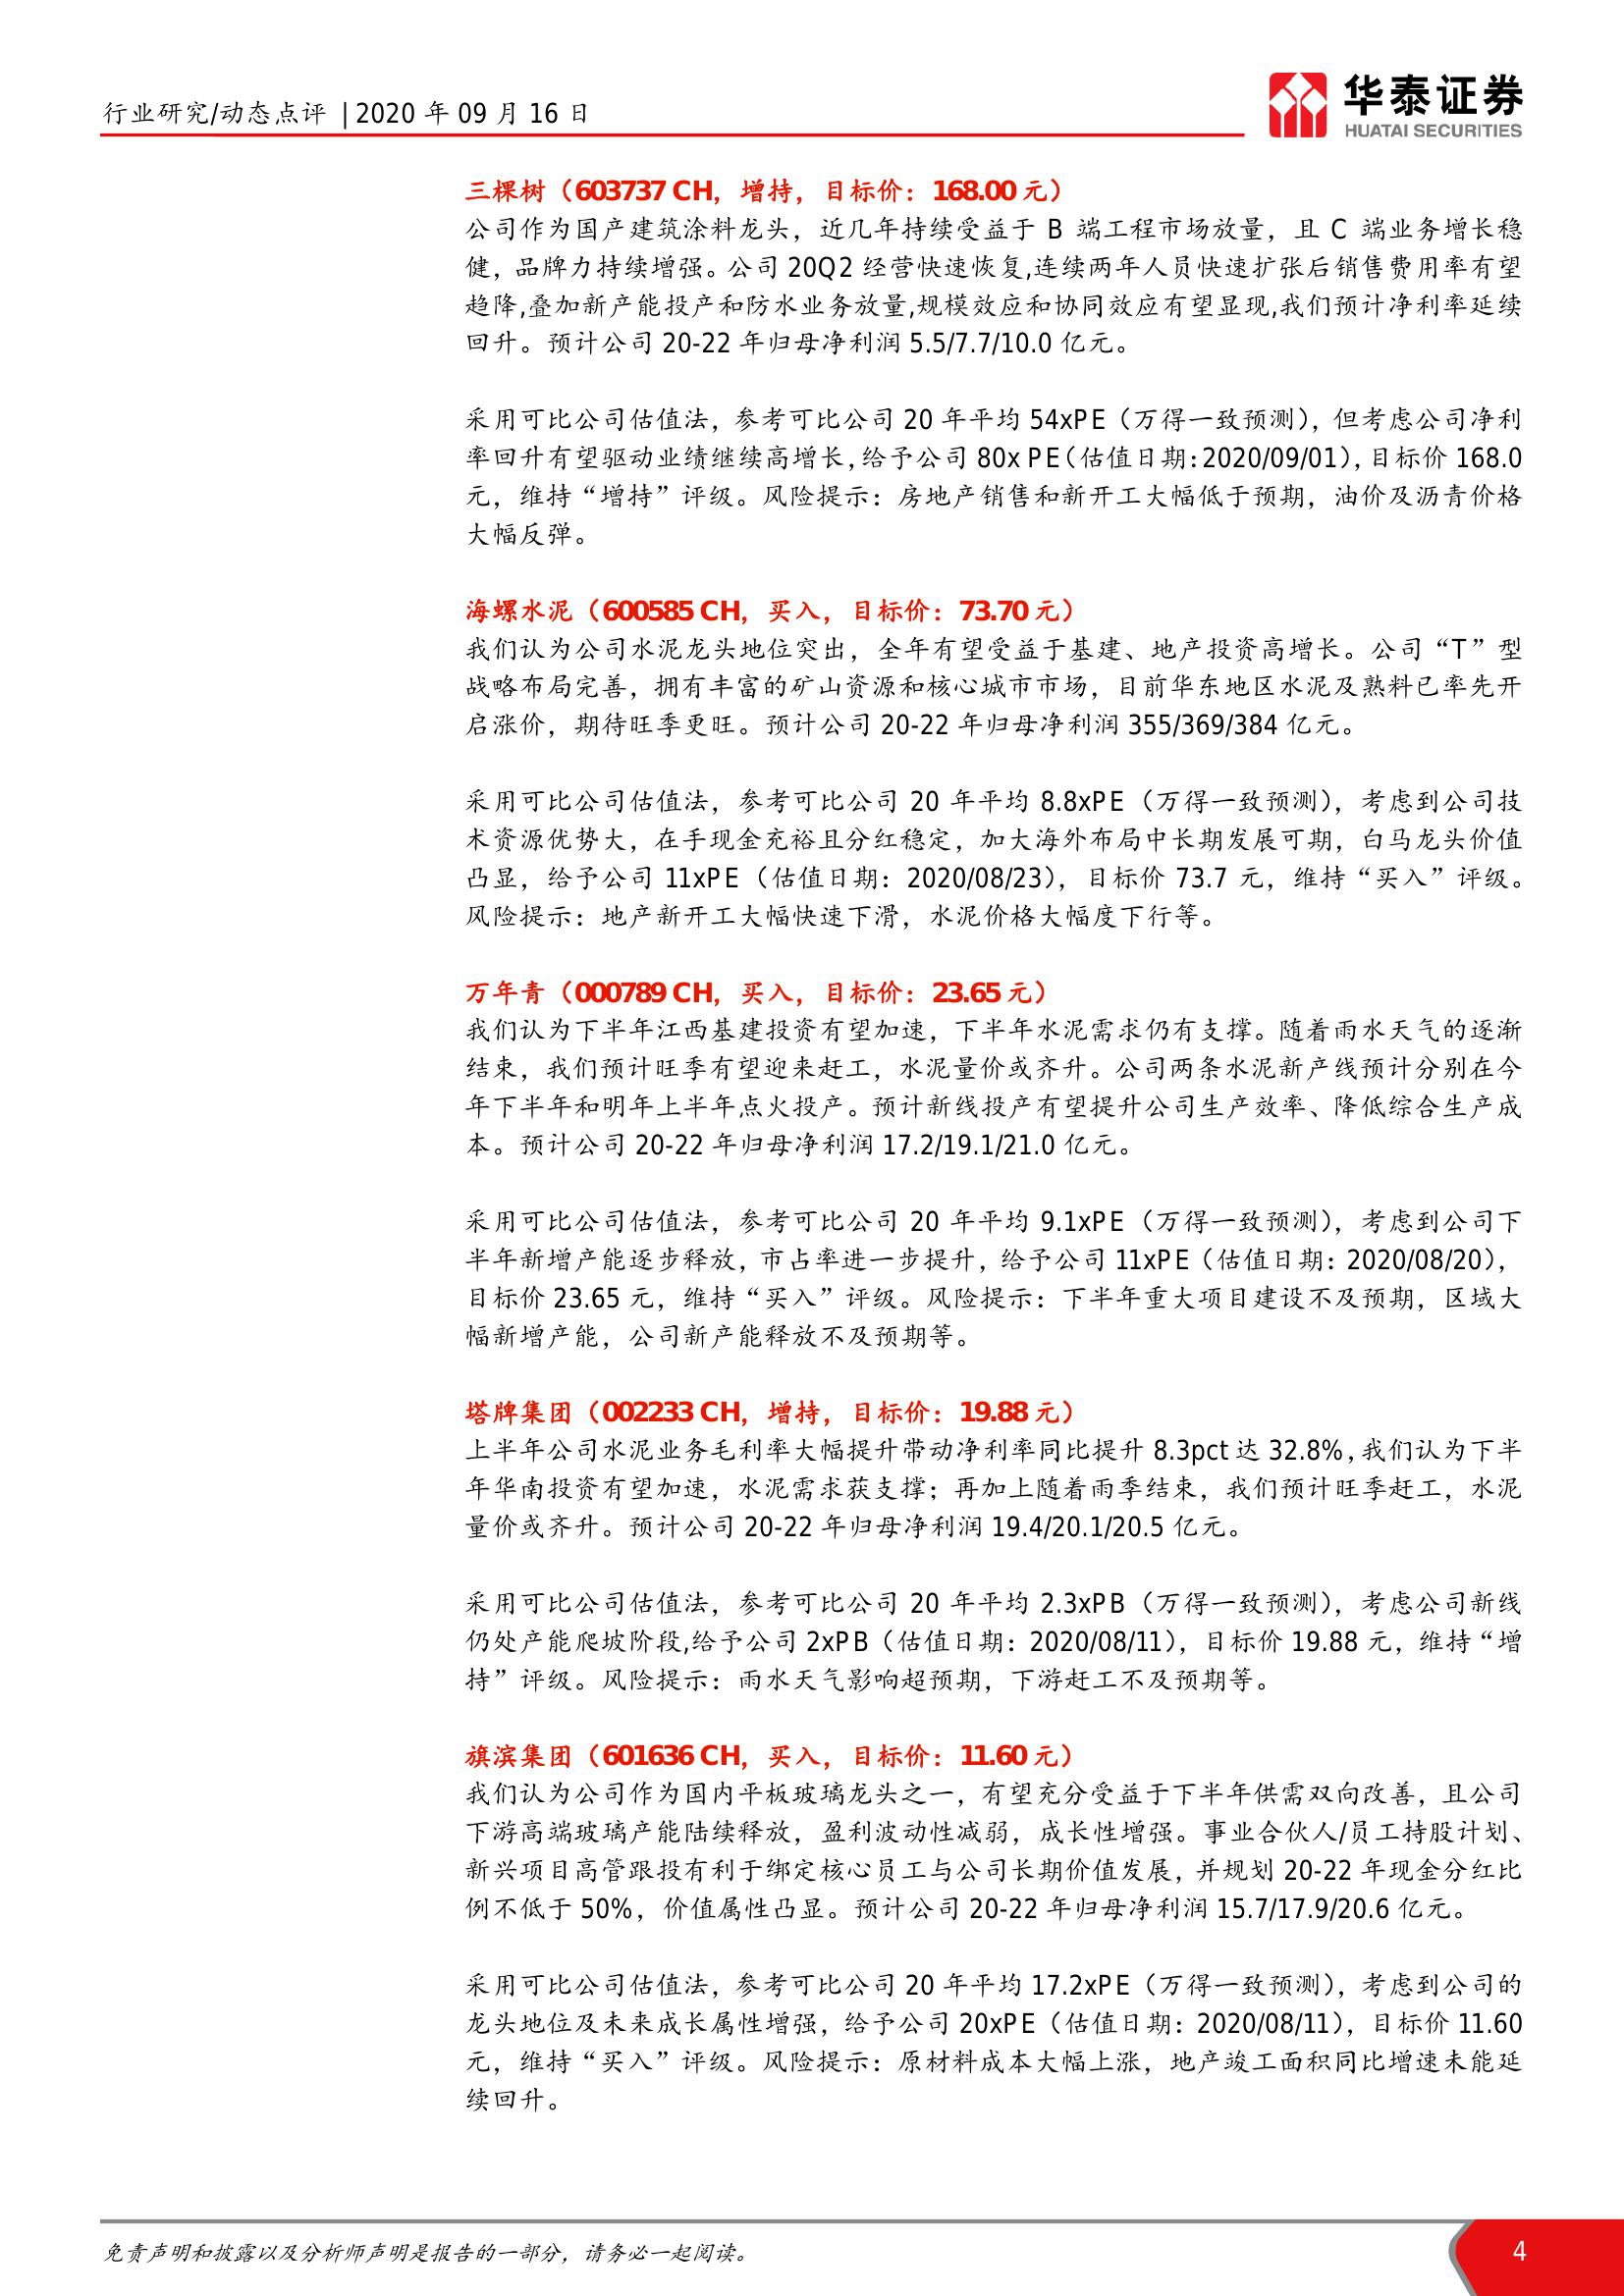 行业研究/动态点评 | 2020 年 09 月 16 日
华泰证券
HUATAI SECURITIES
三棵树（603737 CH，增持，目标价：168.00 元）
公司作为国产建筑涂料龙头，近几年持续受益于 B 端工程市场放量，且 C 端业务增长稳
健，品牌力持续增强。公司 20Q2 经营快速恢复,连续两年人员快速扩张后销售费用率有望
趋降,叠加新产能投产和防水业务放量,规模效应和协同效应有望显现,我们预计净利率延续
回升。预计公司 20-22 年归母净利润 5.5/7.7/10.0 亿元。
采用可比公司估值法，参考可比公司 20 年平均 54xPE（万得一致预测），但考虑公司净利
率回升有望驱动业绩继续高增长，给予公司 80x PE（估值日期：2020/09/01），目标价 168.0
元，维持“增持”评级。风险提示：房地产销售和新开工大幅低于预期，油价及沥青价格
大幅反弹。
海螺水泥（600585 CH，买入，目标价：73.70 元）
我们认为公司水泥龙头地位突出，全年有望受益于基建、地产投资高增长。公司“T”型
战略布局完善，拥有丰富的矿山资源和核心城市市场，目前华东地区水泥及熟料已率先开
启涨价，期待旺季更旺。预计公司 20-22 年归母净利润 355/369/384 亿元。
采用可比公司估值法，参考可比公司 20 年平均 8.8xPE（万得一致预测），考虑到公司技
术资源优势大，在手现金充裕且分红稳定，加大海外布局中长期发展可期，白马龙头价值
凸显，给予公司 11xPE（估值日期：2020/08/23），目标价 73.7 元，维持“买入”评级。
风险提示：地产新开工大幅快速下滑，水泥价格大幅度下行等。
万年青（000789 CH，买入，目标价：23.65 元）
我们认为下半年江西基建投资有望加速，下半年水泥需求仍有支撑。随着雨水天气的逐渐
结束，我们预计旺季有望迎来赶工，水泥量价或齐升。公司两条水泥新产线预计分别在今
年下半年和明年上半年点火投产。预计新线投产有望提升公司生产效率、降低综合生产成
本。预计公司 20-22 年归母净利润 17.2/19.1/21.0 亿元。
采用可比公司估值法，参考可比公司 20 年平均 9.1xPE（万得一致预测），考虑到公司下
半年新增产能逐步释放，市占率进一步提升，给予公司 11xPE（估值日期：2020/08/20），
目标价 23.65 元，维持“买入”评级。风险提示：下半年重大项目建设不及预期，区域大
幅新增产能，公司新产能释放不及预期等。
塔牌集团（002233 CH，增持，目标价：19.88 元）
上半年公司水泥业务毛利率大幅提升带动净利率同比提升 8.3pct 达 32.8%，我们认为下半
年华南投资有望加速，水泥需求获支撑；再加上随着雨季结束，我们预计旺季赶工，水泥
量价或齐升。预计公司 20-22 年归母净利润 19.4/20.1/20.5 亿元。
采用可比公司估值法，参考可比公司 20 年平均 2.3xPB（万得一致预测），考虑公司新线
仍处产能爬坡阶段,给予公司 2xPB（估值日期：2020/08/11），目标价 19.88 元，维持“增
持”评级。风险提示：雨水天气影响超预期，下游赶工不及预期等。
旗滨集团（601636 CH，买入，目标价：11.60 元）
我们认为公司作为国内平板玻璃龙头之一，有望充分受益于下半年供需双向改善，且公司
下游高端玻璃产能陆续释放，盈利波动性减弱，成长性增强。事业合伙人/员工持股计划、
新兴项目高管跟投有利于绑定核心员工与公司长期价值发展，并规划 20-22 年现金分红比
例不低于 50%，价值属性凸显。预计公司 20-22 年归母净利润 15.7/17.9/20.6 亿元。
采用可比公司估值法，参考可比公司 20 年平均 17.2xPE（万得一致预测），考虑到公司的
龙头地位及未来成长属性增强，给予公司 20xPE（估值日期：2020/08/11），目标价 11.60
元，维持“买入”评级。风险提示：原材料成本大幅上涨，地产竣工面积同比增速未能延
续回升。
免责声明和披露以及分析师声明是报告的一部分，请务必一起阅读。
4